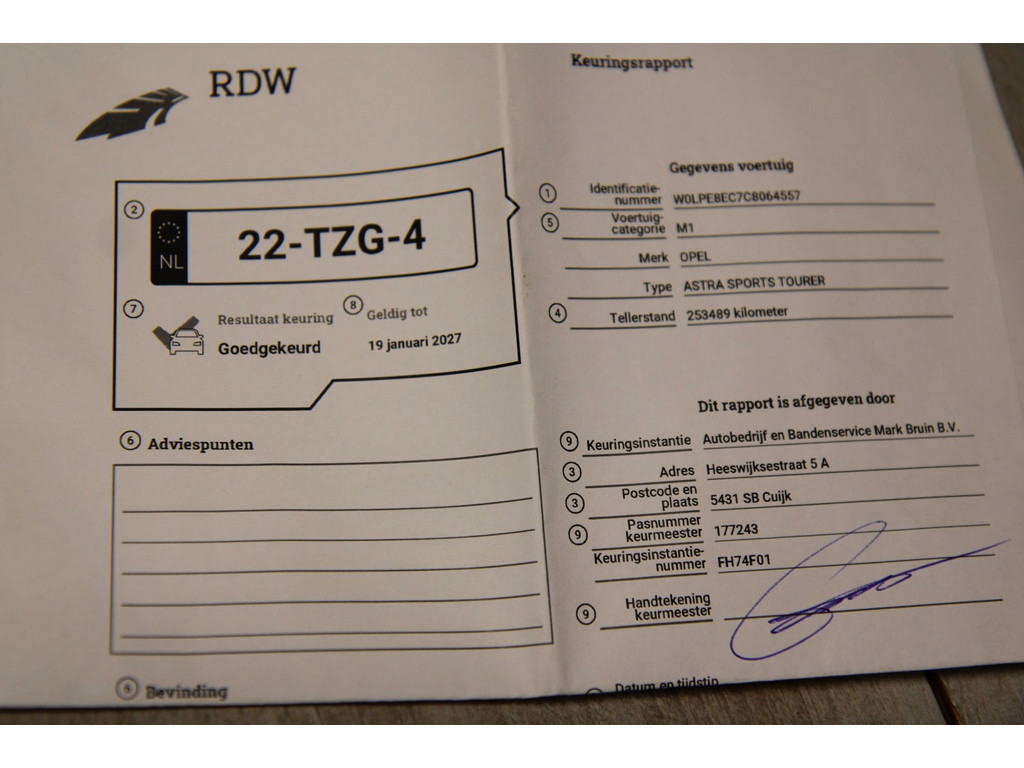 RDW
Keuringsrapport
2
NL
22-TZG-4
7
Resultaat keuring
Goedgekeurd
8
Geldig tot
19 januari 2027
6 Adviespunten
Gegevens voertuig
1 Identificatie-
nummer W0LPE8EC7C8064557
5 Voertuig-
categorie M1
Merk OPEL
Type ASTRA SPORTS TOURER
4 Tellerstand 253489 kilometer
Dit rapport is afgegeven door
9 Keuringsinstantie Autobedrijf en Bandenservice Mark Bruin B.V.
3 Adres Heeswijksestraat 5 A
3 Postcode en
plaats 5431 SB Cuijk
9 Pasnummer
keurmeester 177243
Keuringsinstantie-
nummer FH74F01
9 Handtekening
keurmeester
6 Bevinding
Datum en tijdstip